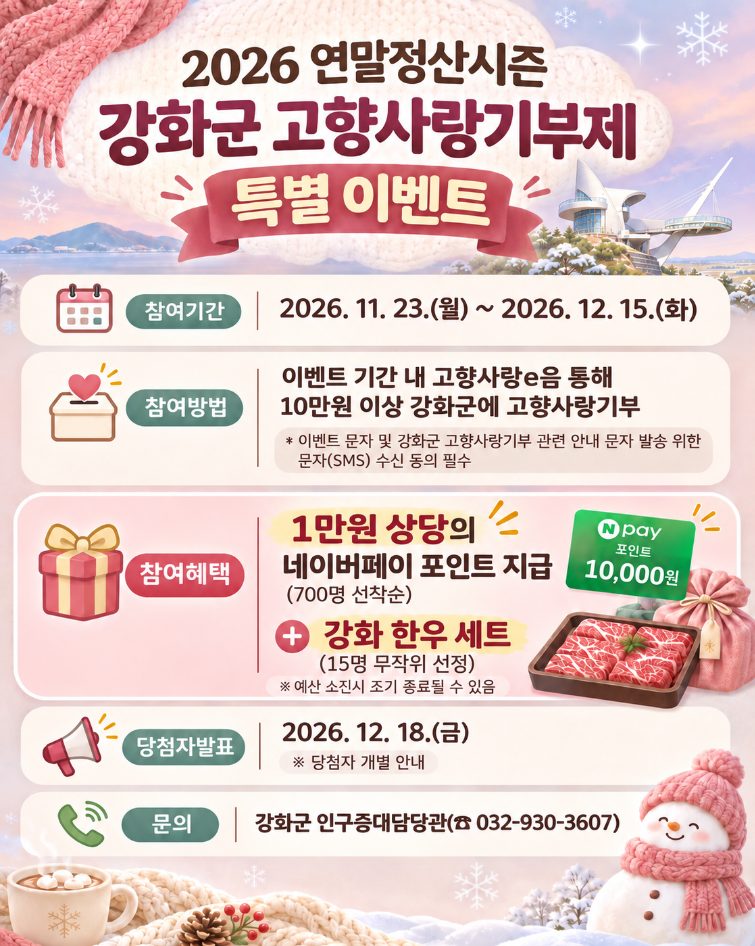 2026 연말정산시즌
강화군 고향사랑기부제
특별 이벤트
참여기간
2026. 11. 23.(월) ~ 2026. 12. 15.(화)
참여방법
이벤트 기간 내 고향사랑e음 통해
10만원 이상 강화군에 고향사랑기부
* 이벤트 문자 및 강화군 고향사랑기부 관련 안내 문자 발송 위한
문자(SMS) 수신 동의 필수
참여혜택
1만원 상당의
네이버페이 포인트 지급
(700명 선착순)
+ 강화 한우 세트
(15명 무작위 선정)
※ 예산 소진시 조기 종료될 수 있음
N pay
포인트
10,000원
당첨자발표
2026. 12. 18.(금)
※ 당첨자 개별 안내
문의
강화군 인구증대담당관(☎ 032-930-3607)